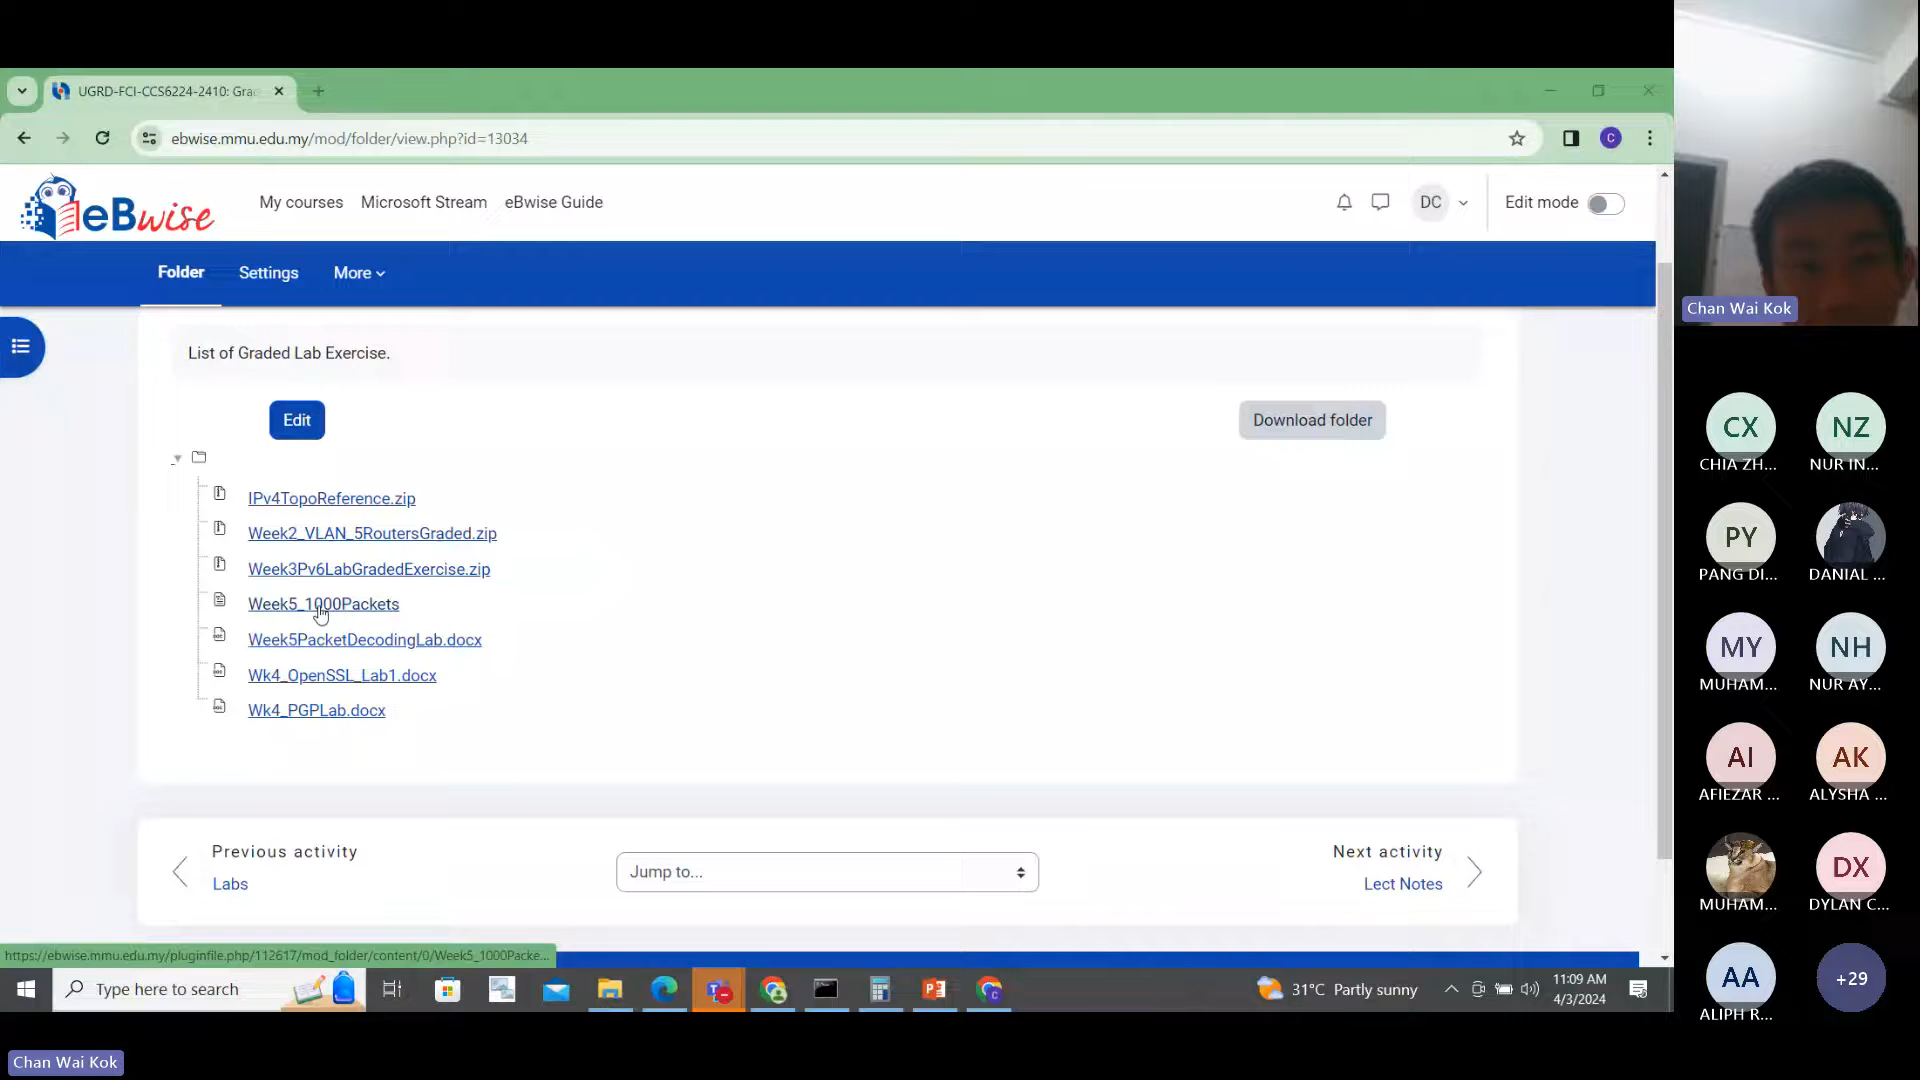 UGRD-FCI-CCS6224-2410: Gra
ebwise.mmu.edu.my/mod/folder/view.php?id=13034
C
eBwise
My courses
Microsoft Stream
eBwise Guide
DC
Edit mode
Folder
Settings
More
List of Graded Lab Exercise.
Edit
Download folder
IPv4TopoReference.zip
Week2_VLAN_5RoutersGraded.zip
Week3Pv6LabGradedExercise.zip
Week5_1000Packets
Week5PacketDecodingLab.docx
Wk4_OpenSSL_Lab1.docx
Wk4_PGPLab.docx
Previous activity
Labs
Jump to...
Next activity
Lect Notes
https://ebwise.mmu.edu.my/pluginfile.php/112617/mod_folder/content/0/Week5_1000Packe...
Type here to search
31°C Partly sunny
11:09 AM
4/3/2024
Chan Wai Kok
Chan Wai Kok
CX
CHIA ZH...
NZ
NUR IN...
PY
PANG DI...
DANIAL ...
MY
MUHAM...
NH
NUR AY...
AI
AFIEZAR ...
AK
ALYSHA ...
MUHAM...
DX
DYLAN C...
AA
ALIPH R...
+29